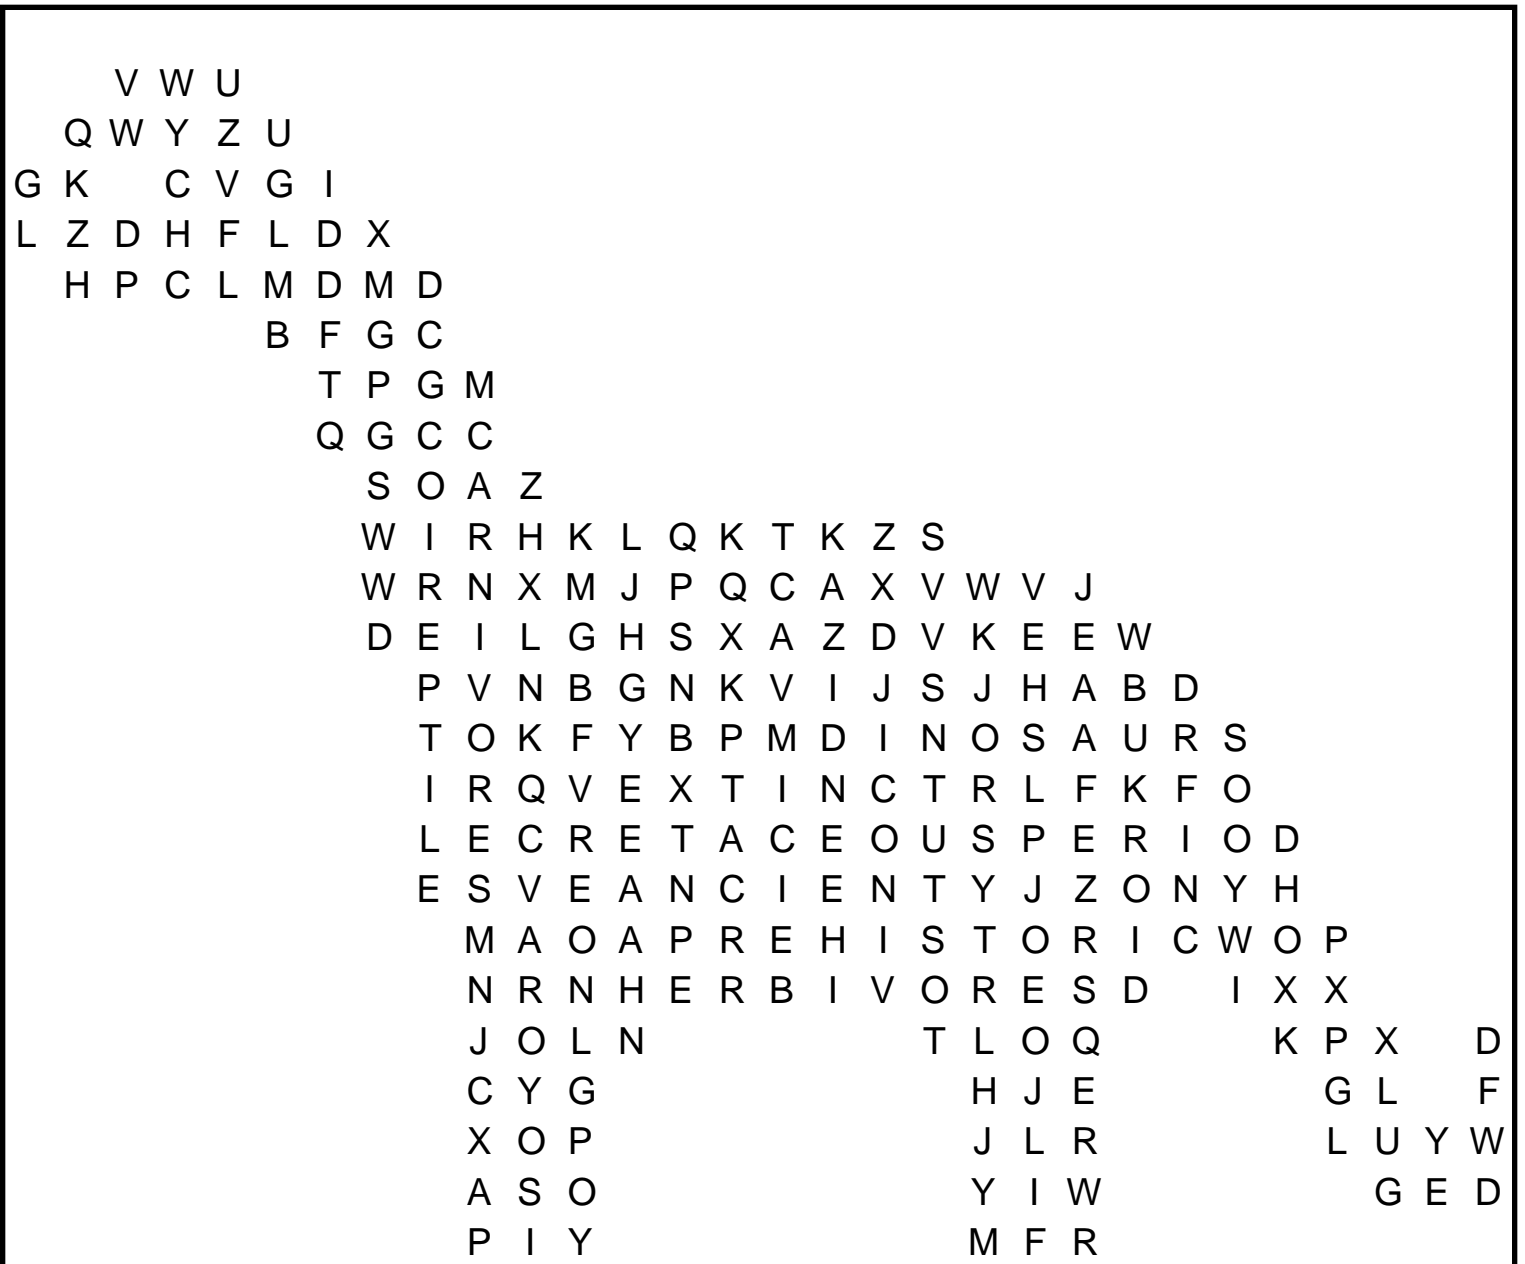 V W U
Q W Y Z U
G K C V G I
L Z D H F L D X
H P C L M D M D
B F G C
T P G M
Q G C C
S O A Z
W I R H K L Q K T K Z S
W R N X M J P Q C A X V W V J
D E I L G H S X A Z D V K E E W
P V N B G N K V I J S J H A B D
T O K F Y B P M D I N O S A U R S
I R Q V E X T I N C T R L F K F O
L E C R E T A C E O U S P E R I O D
E S V E A N C I E N T Y J Z O N Y H
M A O A P R E H I S T O R I C W O P
N R N H E R B I V O R E S D I X X
J O L N T L O Q K P X D
C Y G H J E G L F
X O P J L R L U Y W
A S O Y I W G E D
P I Y M F R